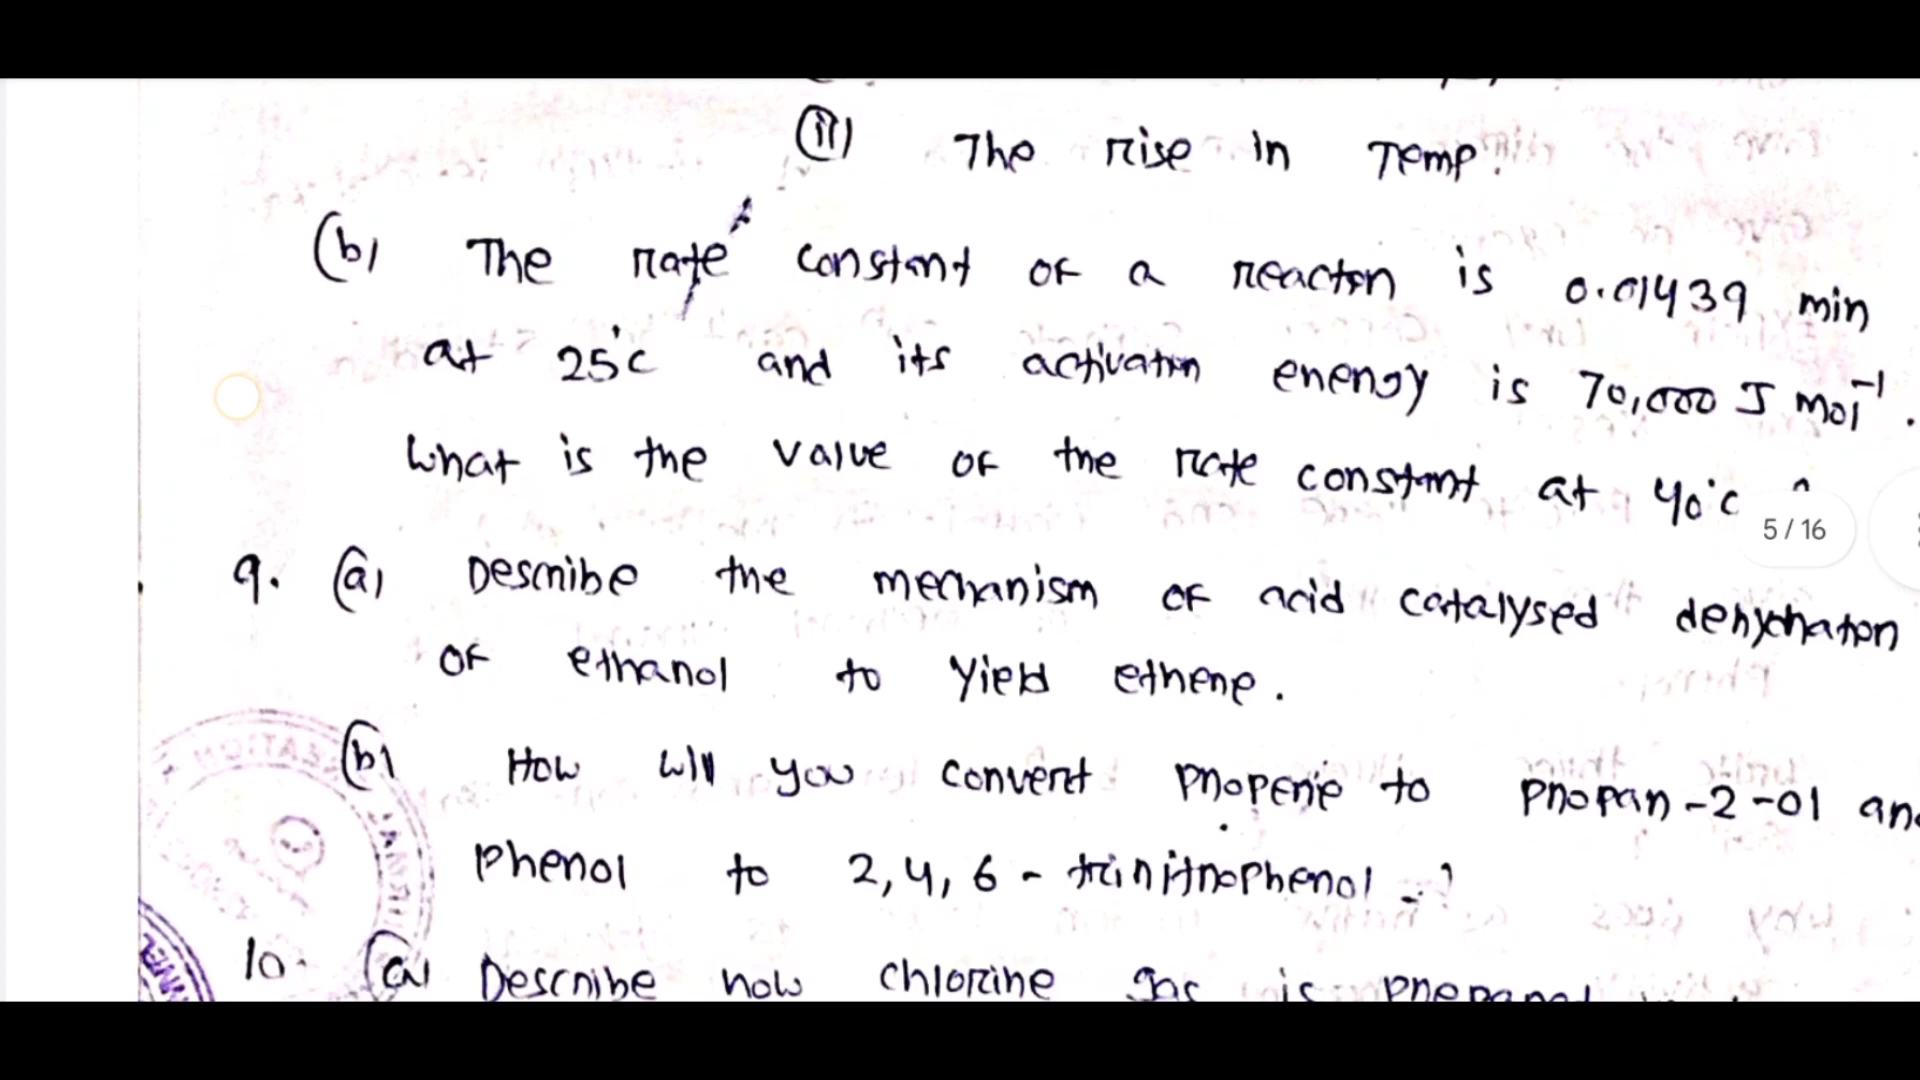 (ii) The rise in Temp.
(b) The rate constant of a reaction is 0.01439 min
at 25°c and its activation energy is 70,000 J mol⁻¹.
What is the value of the rate constant at 40°c ?
5 / 16
9. (a) Describe the mechanism of acid catalysed dehydration
of ethanol to yield ethene.
(b) How will you convert propene to propan-2-ol an
phenol to 2,4,6-trinitrophenol ?
10. (a) Describe how chlorine gas is